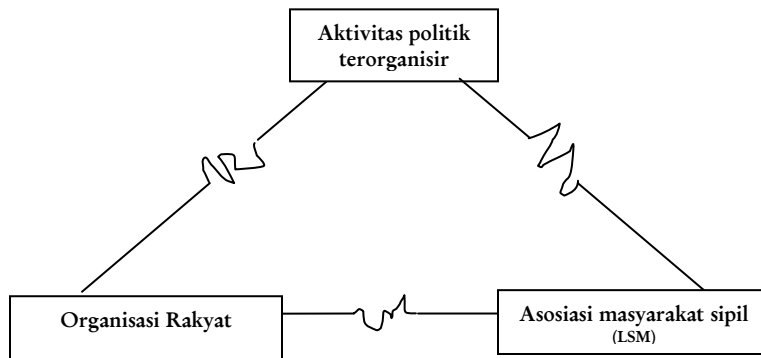 Aktivitas politik
terorganisir
Organisasi Rakyat
Asosiasi masyarakat sipil
(LSM)